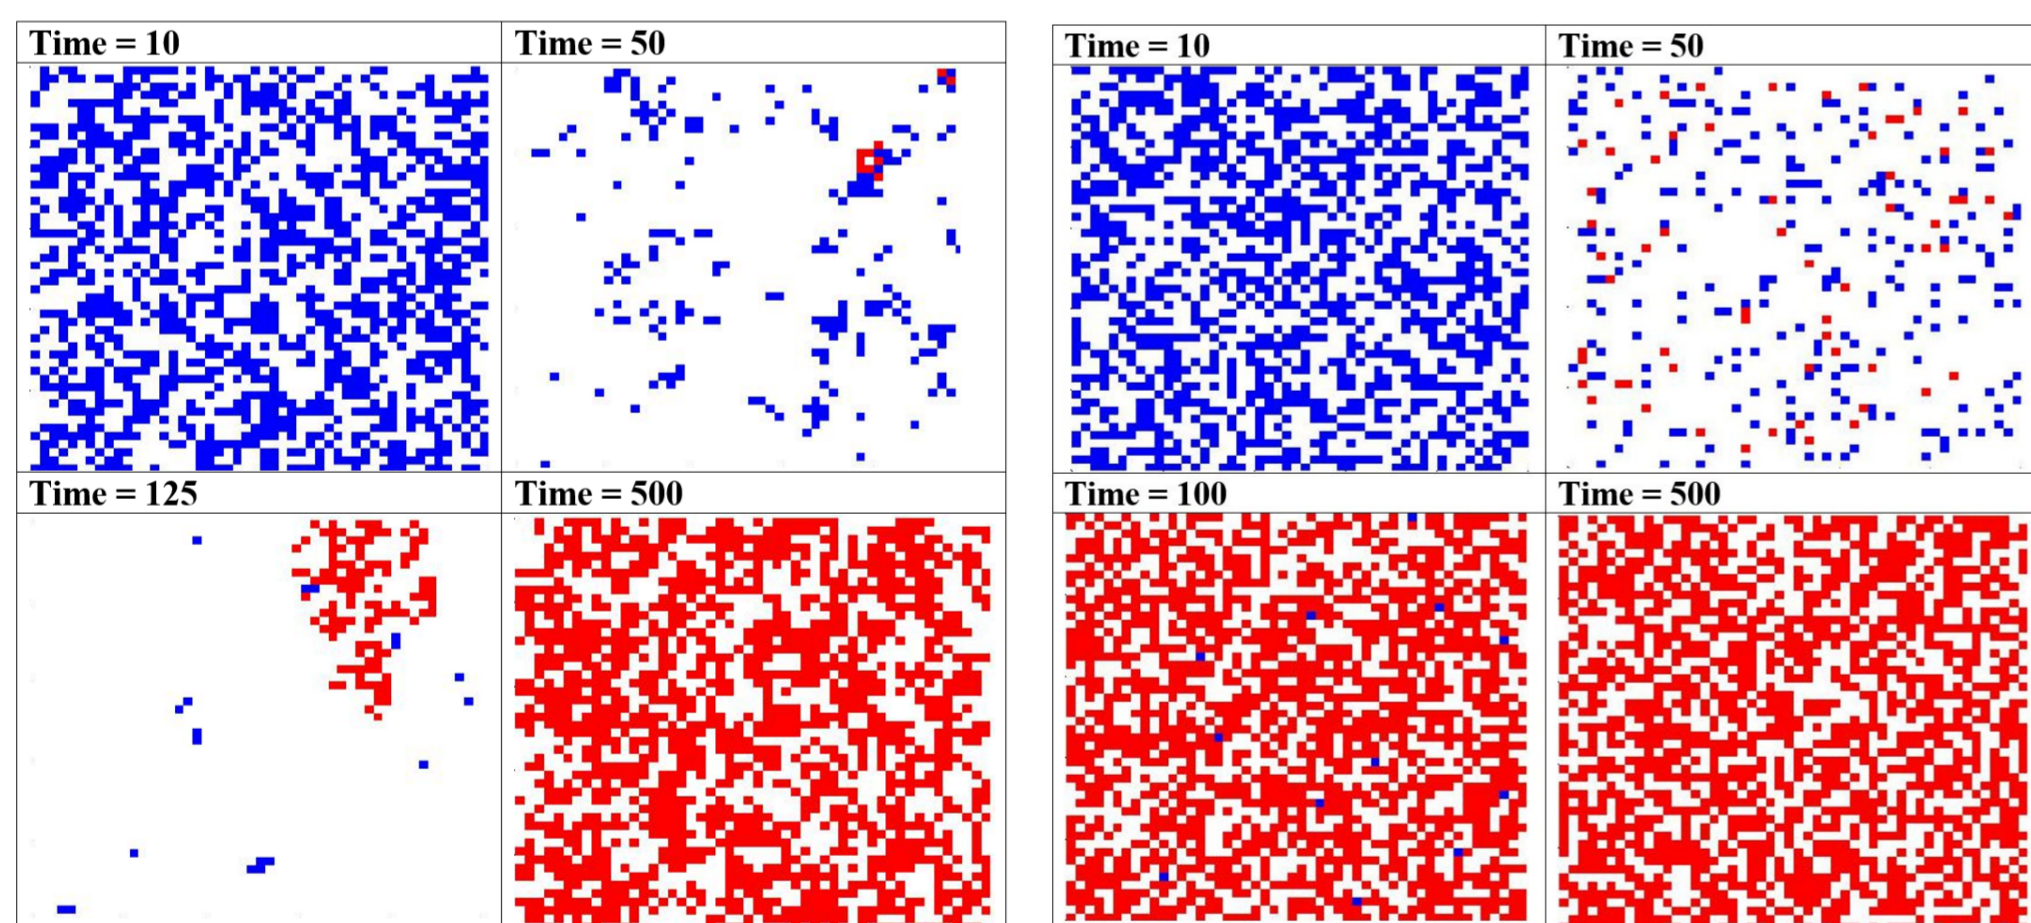 Time = 10
Time = 50
Time = 125
Time = 500
Time = 10
Time = 50
Time = 100
Time = 500